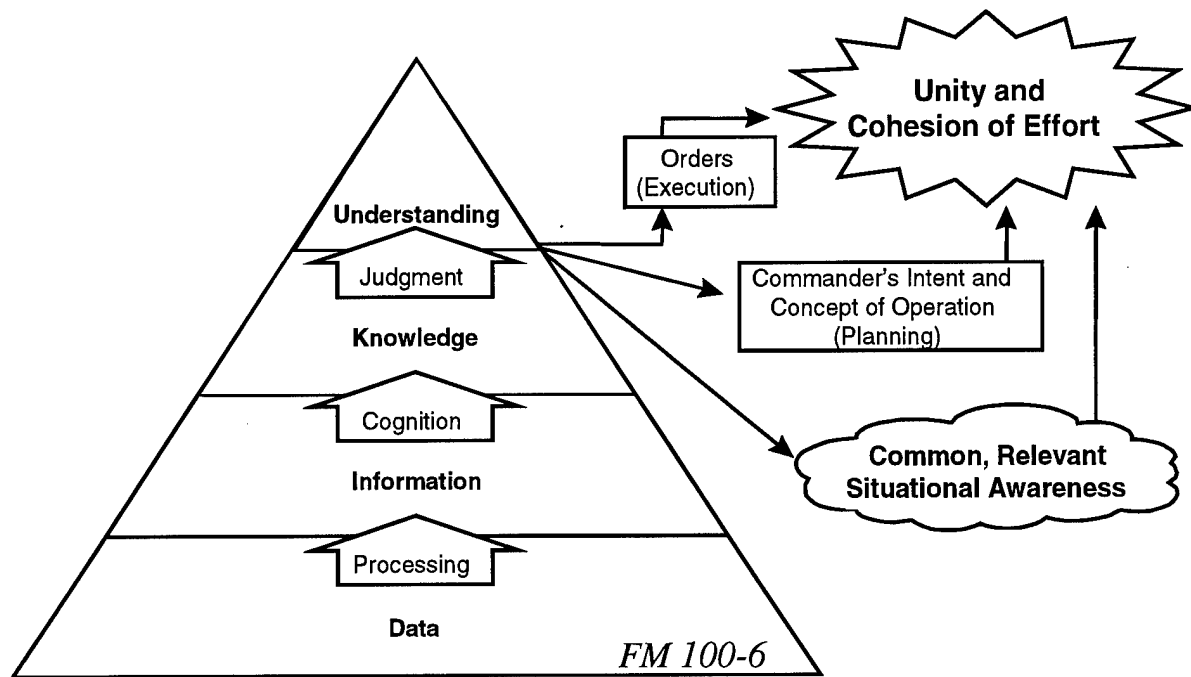 Unity and
Cohesion of Effort
Orders
(Execution)
Understanding
Judgment
Commander's Intent and
Concept of Operation
(Planning)
Knowledge
Cognition
Common, Relevant
Situational Awareness
Information
Processing
Data
FM 100-6